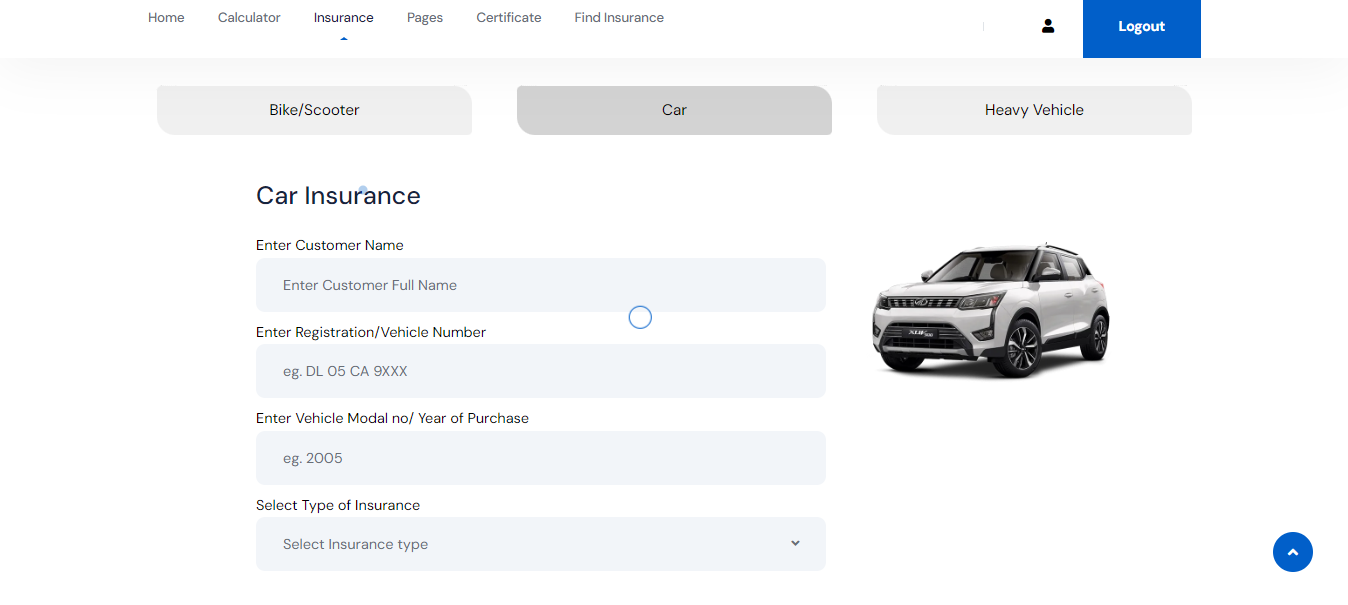 Home Calculator Insurance Pages Certificate Find Insurance Logout
Bike/Scooter Car Heavy Vehicle
Car Insurance
Enter Customer Name
Enter Customer Full Name
Enter Registration/Vehicle Number
eg. DL 05 CA 9XXX
Enter Vehicle Modal no/ Year of Purchase
eg. 2005
Select Type of Insurance
Select Insurance type